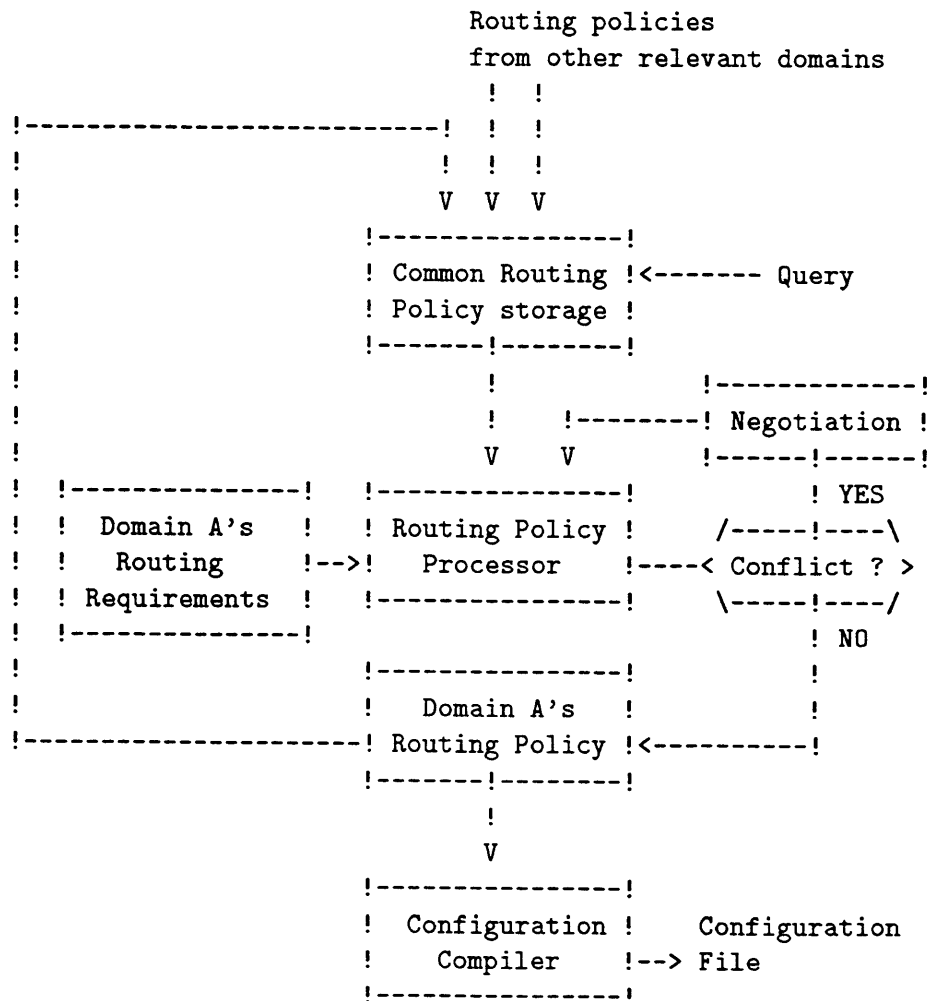 Routing policies
from other relevant domains
Common Routing
Policy storage
Query
Negotiation
YES
Domain A's
Routing
Requirements
Routing Policy
Processor
Conflict ?
NO
Domain A's
Routing Policy
Configuration
Compiler
Configuration
File